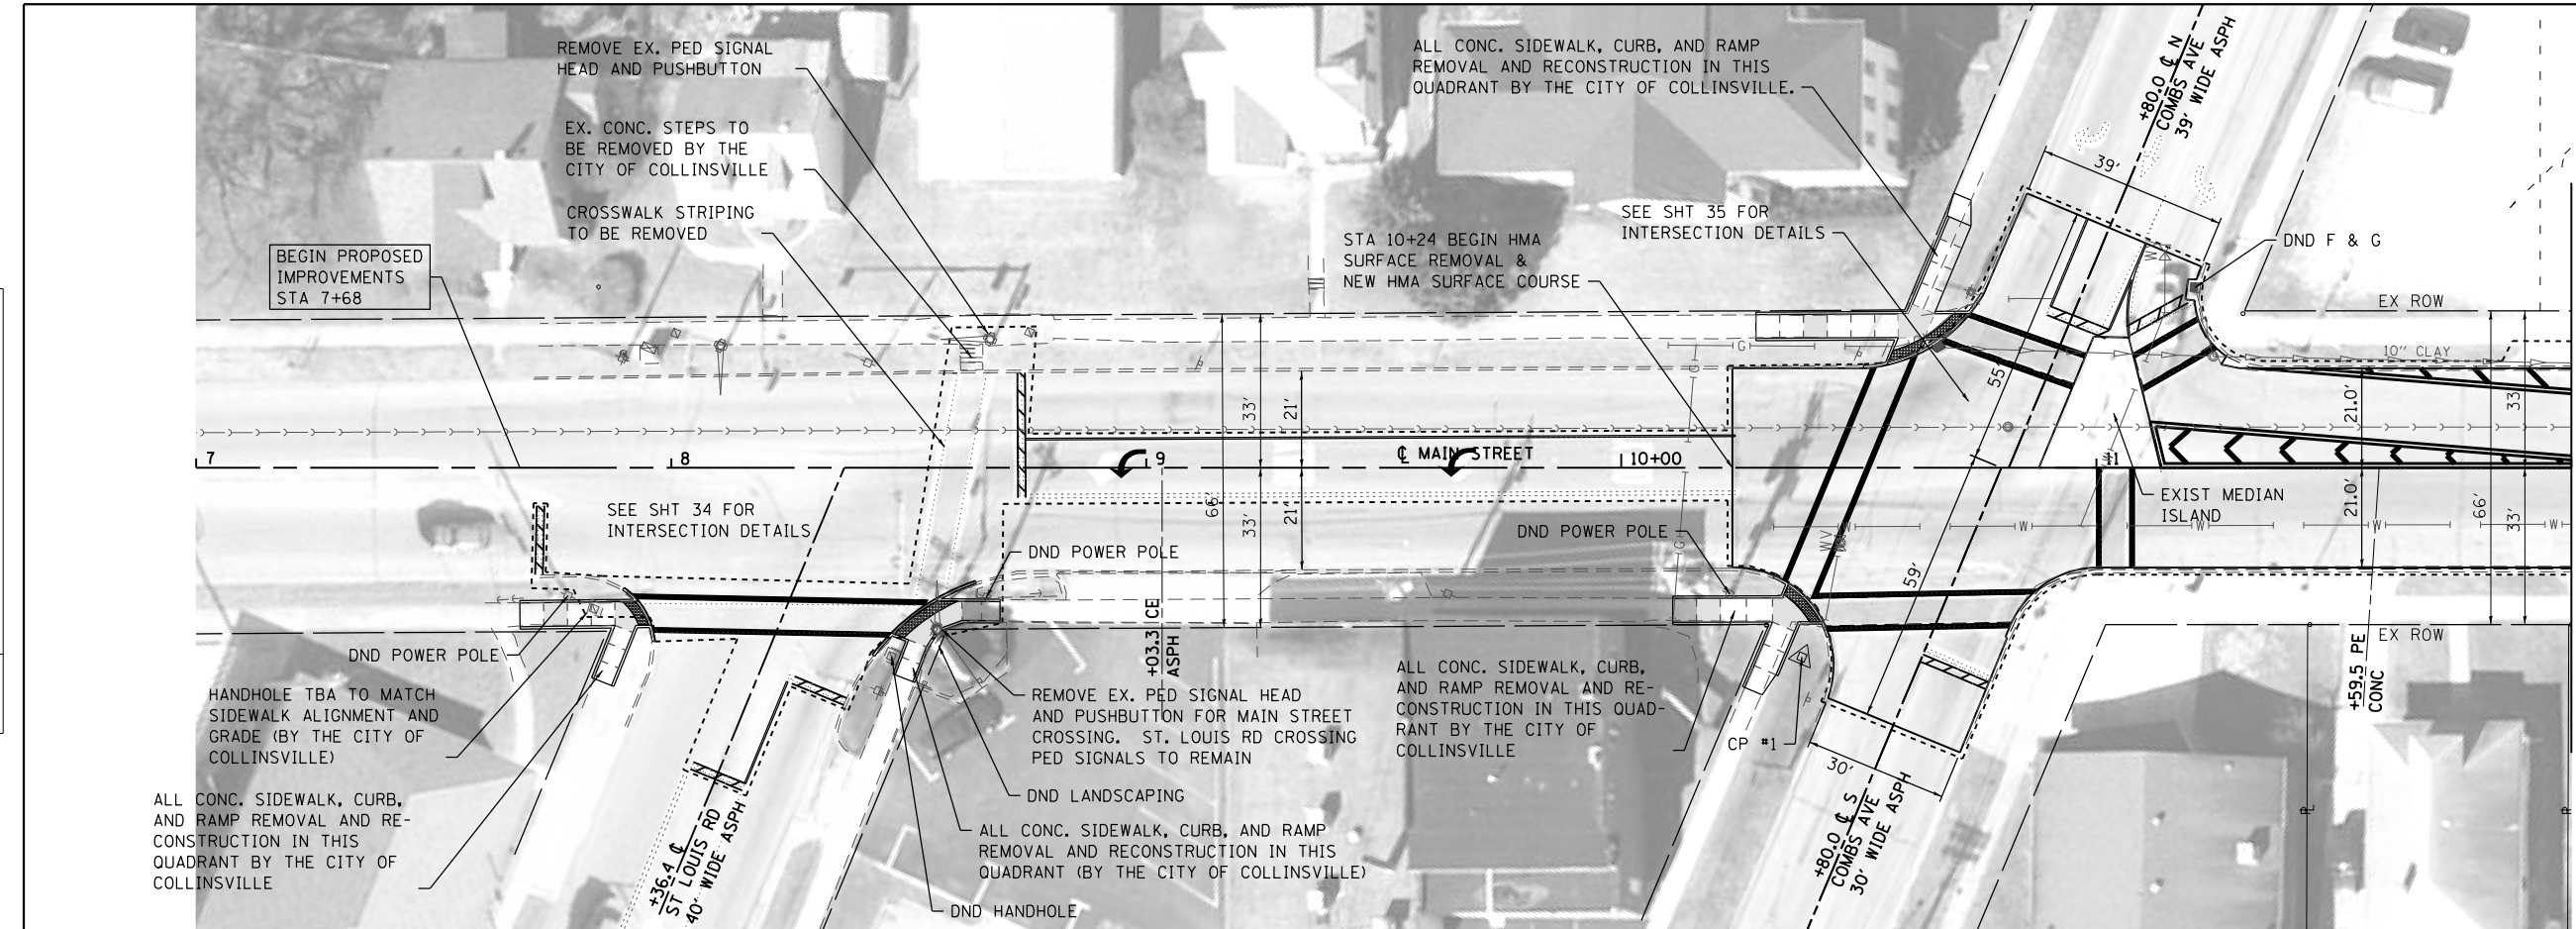 REMOVE EX. PED SIGNAL
HEAD AND PUSHBUTTON
EX. CONC. STEPS TO
BE REMOVED BY THE
CITY OF COLLINSVILLE
CROSSWALK STRIPING
TO BE REMOVED
BEGIN PROPOSED
IMPROVEMENTS
STA 7+68
ALL CONC. SIDEWALK, CURB, AND RAMP
REMOVAL AND RECONSTRUCTION IN THIS
QUADRANT BY THE CITY OF COLLINSVILLE.
SEE SHT 35 FOR
INTERSECTION DETAILS
STA 10+24 BEGIN HMA
SURFACE REMOVAL &
NEW HMA SURFACE COURSE
+80.0 ℄ N
COMBS AVE
39' WIDE ASPH
39'
DND F & G
EX ROW
10" CLAY
G
G
33'
21'
55'
21.0'
33'
7
8
9
℄ MAIN STREET
10+00
11
SEE SHT 34 FOR
INTERSECTION DETAILS
66'
33'
21'
DND POWER POLE
DND POWER POLE
G
WV
W
W
W
W
W
W
EXIST MEDIAN
ISLAND
21.0'
66'
33'
59'
EX ROW
DND POWER POLE
+03.3 CE
ASPH
+59.5 PE
CONC
HANDHOLE TBA TO MATCH
SIDEWALK ALIGNMENT AND
GRADE (BY THE CITY OF
COLLINSVILLE)
REMOVE EX. PED SIGNAL HEAD
AND PUSHBUTTON FOR MAIN STREET
CROSSING. ST. LOUIS RD CROSSING
PED SIGNALS TO REMAIN
ALL CONC. SIDEWALK, CURB,
AND RAMP REMOVAL AND RE-
CONSTRUCTION IN THIS QUAD-
RANT BY THE CITY OF
COLLINSVILLE
CP #1
30'
DND LANDSCAPING
ALL CONC. SIDEWALK, CURB,
AND RAMP REMOVAL AND RE-
CONSTRUCTION IN THIS
QUADRANT BY THE CITY OF
COLLINSVILLE
ALL CONC. SIDEWALK, CURB, AND RAMP
REMOVAL AND RECONSTRUCTION IN THIS
QUADRANT (BY THE CITY OF COLLINSVILLE)
DND HANDHOLE
+36.4 ℄
ST LOUIS RD
40' WIDE ASPH
+80.0 ℄ S
COMBS AVE
30' WIDE ASPH